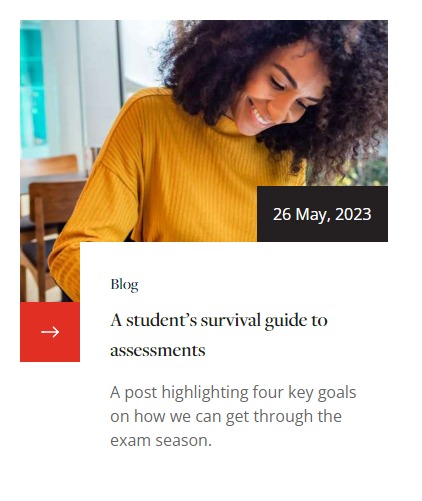 26 May, 2023
Blog
A student’s survival guide to
assessments
A post highlighting four key goals
on how we can get through the
exam season.